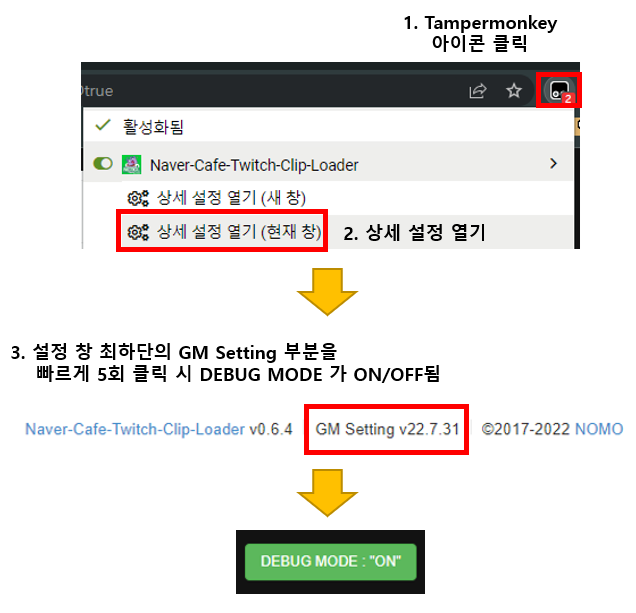 1. Tampermonkey
아이콘 클릭
true
2
활성화됨
Naver-Cafe-Twitch-Clip-Loader
상세 설정 열기 (새 창)
상세 설정 열기 (현재 창)
2. 상세 설정 열기
3. 설정 창 최하단의 GM Setting 부분을
빠르게 5회 클릭 시 DEBUG MODE 가 ON/OFF됨
Naver-Cafe-Twitch-Clip-Loader v0.6.4 GM Setting v22.7.31 ©2017-2022 NOMO
DEBUG MODE : "ON"